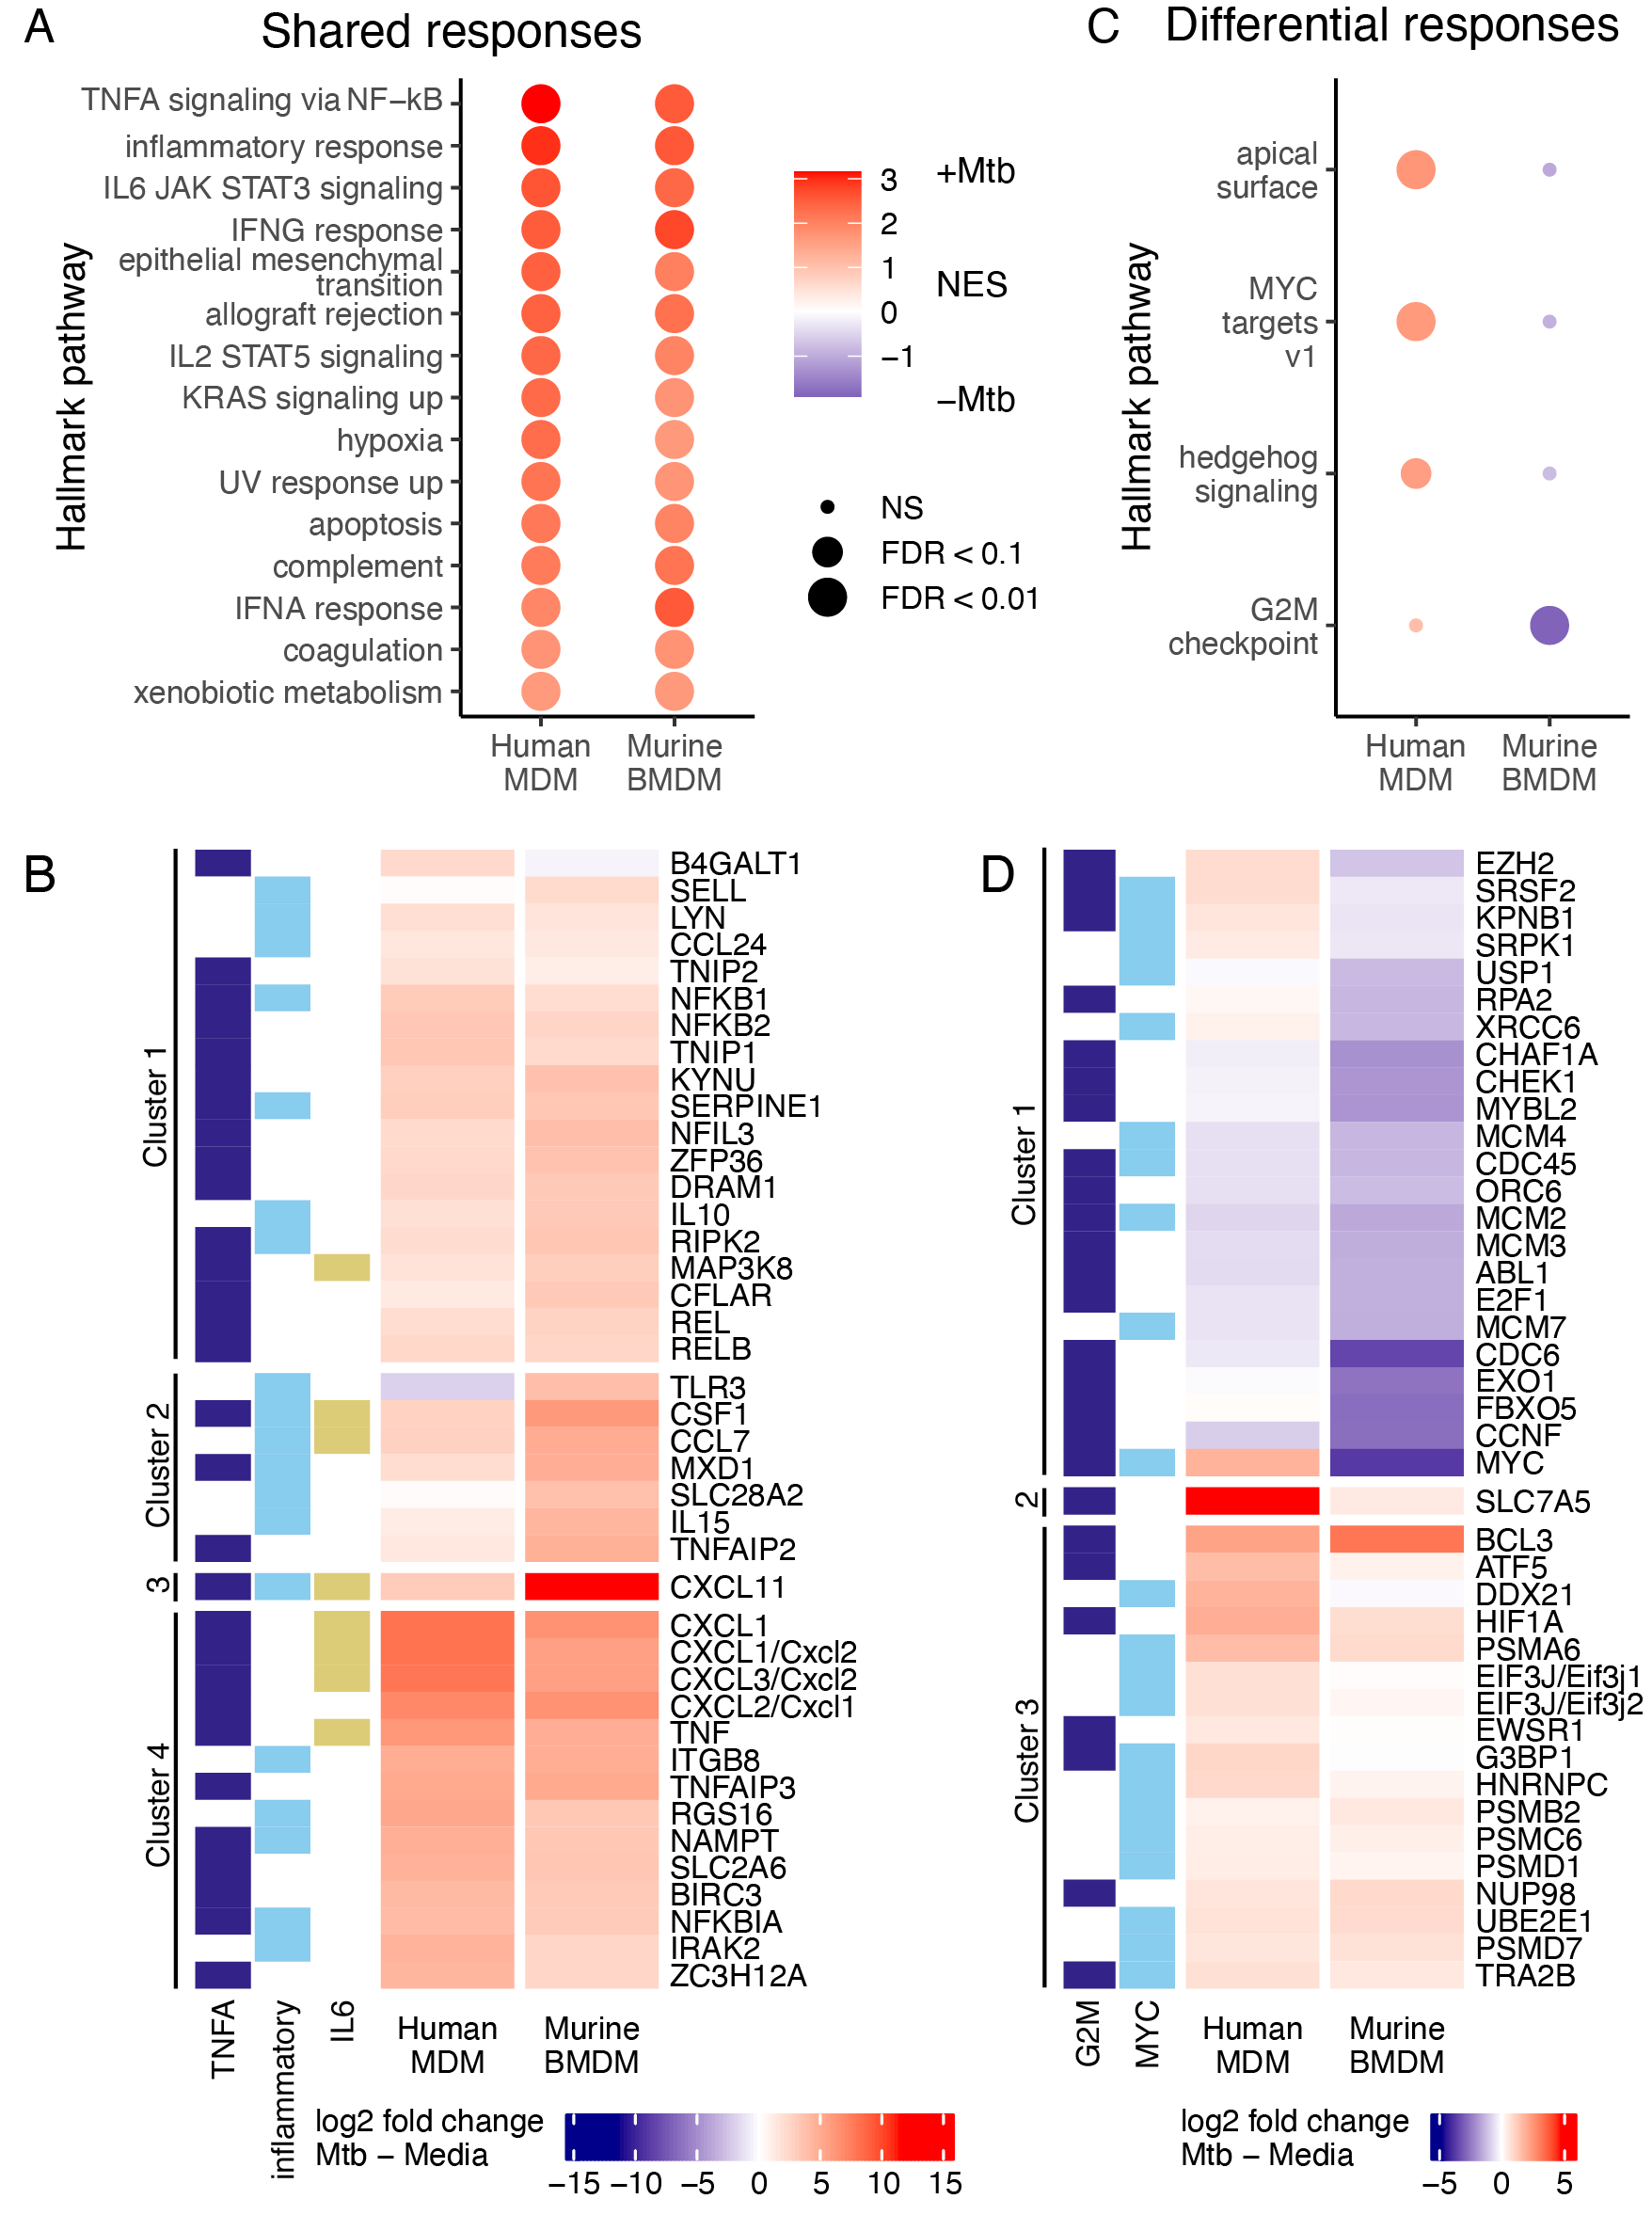 A
Shared responses
Hallmark pathway
TNFA signaling via NF−kB
inflammatory response
IL6 JAK STAT3 signaling
IFNG response
epithelial mesenchymal
transition
allograft rejection
IL2 STAT5 signaling
KRAS signaling up
hypoxia
UV response up
apoptosis
complement
IFNA response
coagulation
xenobiotic metabolism
Human
MDM
Murine
BMDM
3
2
1
0
−1
+Mtb
NES
−Mtb
NS
FDR < 0.1
FDR < 0.01
C
Differential responses
Hallmark pathway
apical
surface
MYC
targets
v1
hedgehog
signaling
G2M
checkpoint
Human
MDM
Murine
BMDM
B
Cluster 1
B4GALT1
SELL
LYN
CCL24
TNIP2
NFKB1
NFKB2
TNIP1
KYNU
SERPINE1
NFIL3
ZFP36
DRAM1
IL10
RIPK2
MAP3K8
CFLAR
REL
RELB
Cluster 2
TLR3
CSF1
CCL7
MXD1
SLC28A2
IL15
TNFAIP2
3
CXCL11
Cluster 4
CXCL1
CXCL1/Cxcl2
CXCL3/Cxcl2
CXCL2/Cxcl1
TNF
ITGB8
TNFAIP3
RGS16
NAMPT
SLC2A6
BIRC3
NFKBIA
IRAK2
ZC3H12A
TNFA
inflammatory
IL6
Human
MDM
Murine
BMDM
log2 fold change
Mtb − Media
−15 −10 −5 0 5 10 15
D
Cluster 1
EZH2
SRSF2
KPNB1
SRPK1
USP1
RPA2
XRCC6
CHAF1A
CHEK1
MYBL2
MCM4
CDC45
ORC6
MCM2
MCM3
ABL1
E2F1
MCM7
CDC6
EXO1
FBXO5
CCNF
MYC
2
SLC7A5
Cluster 3
BCL3
ATF5
DDX21
HIF1A
PSMA6
EIF3J/Eif3j1
EIF3J/Eif3j2
EWSR1
G3BP1
HNRNPC
PSMB2
PSMC6
PSMD1
NUP98
UBE2E1
PSMD7
TRA2B
G2M
MYC
Human
MDM
Murine
BMDM
log2 fold change
Mtb − Media
−5 0 5